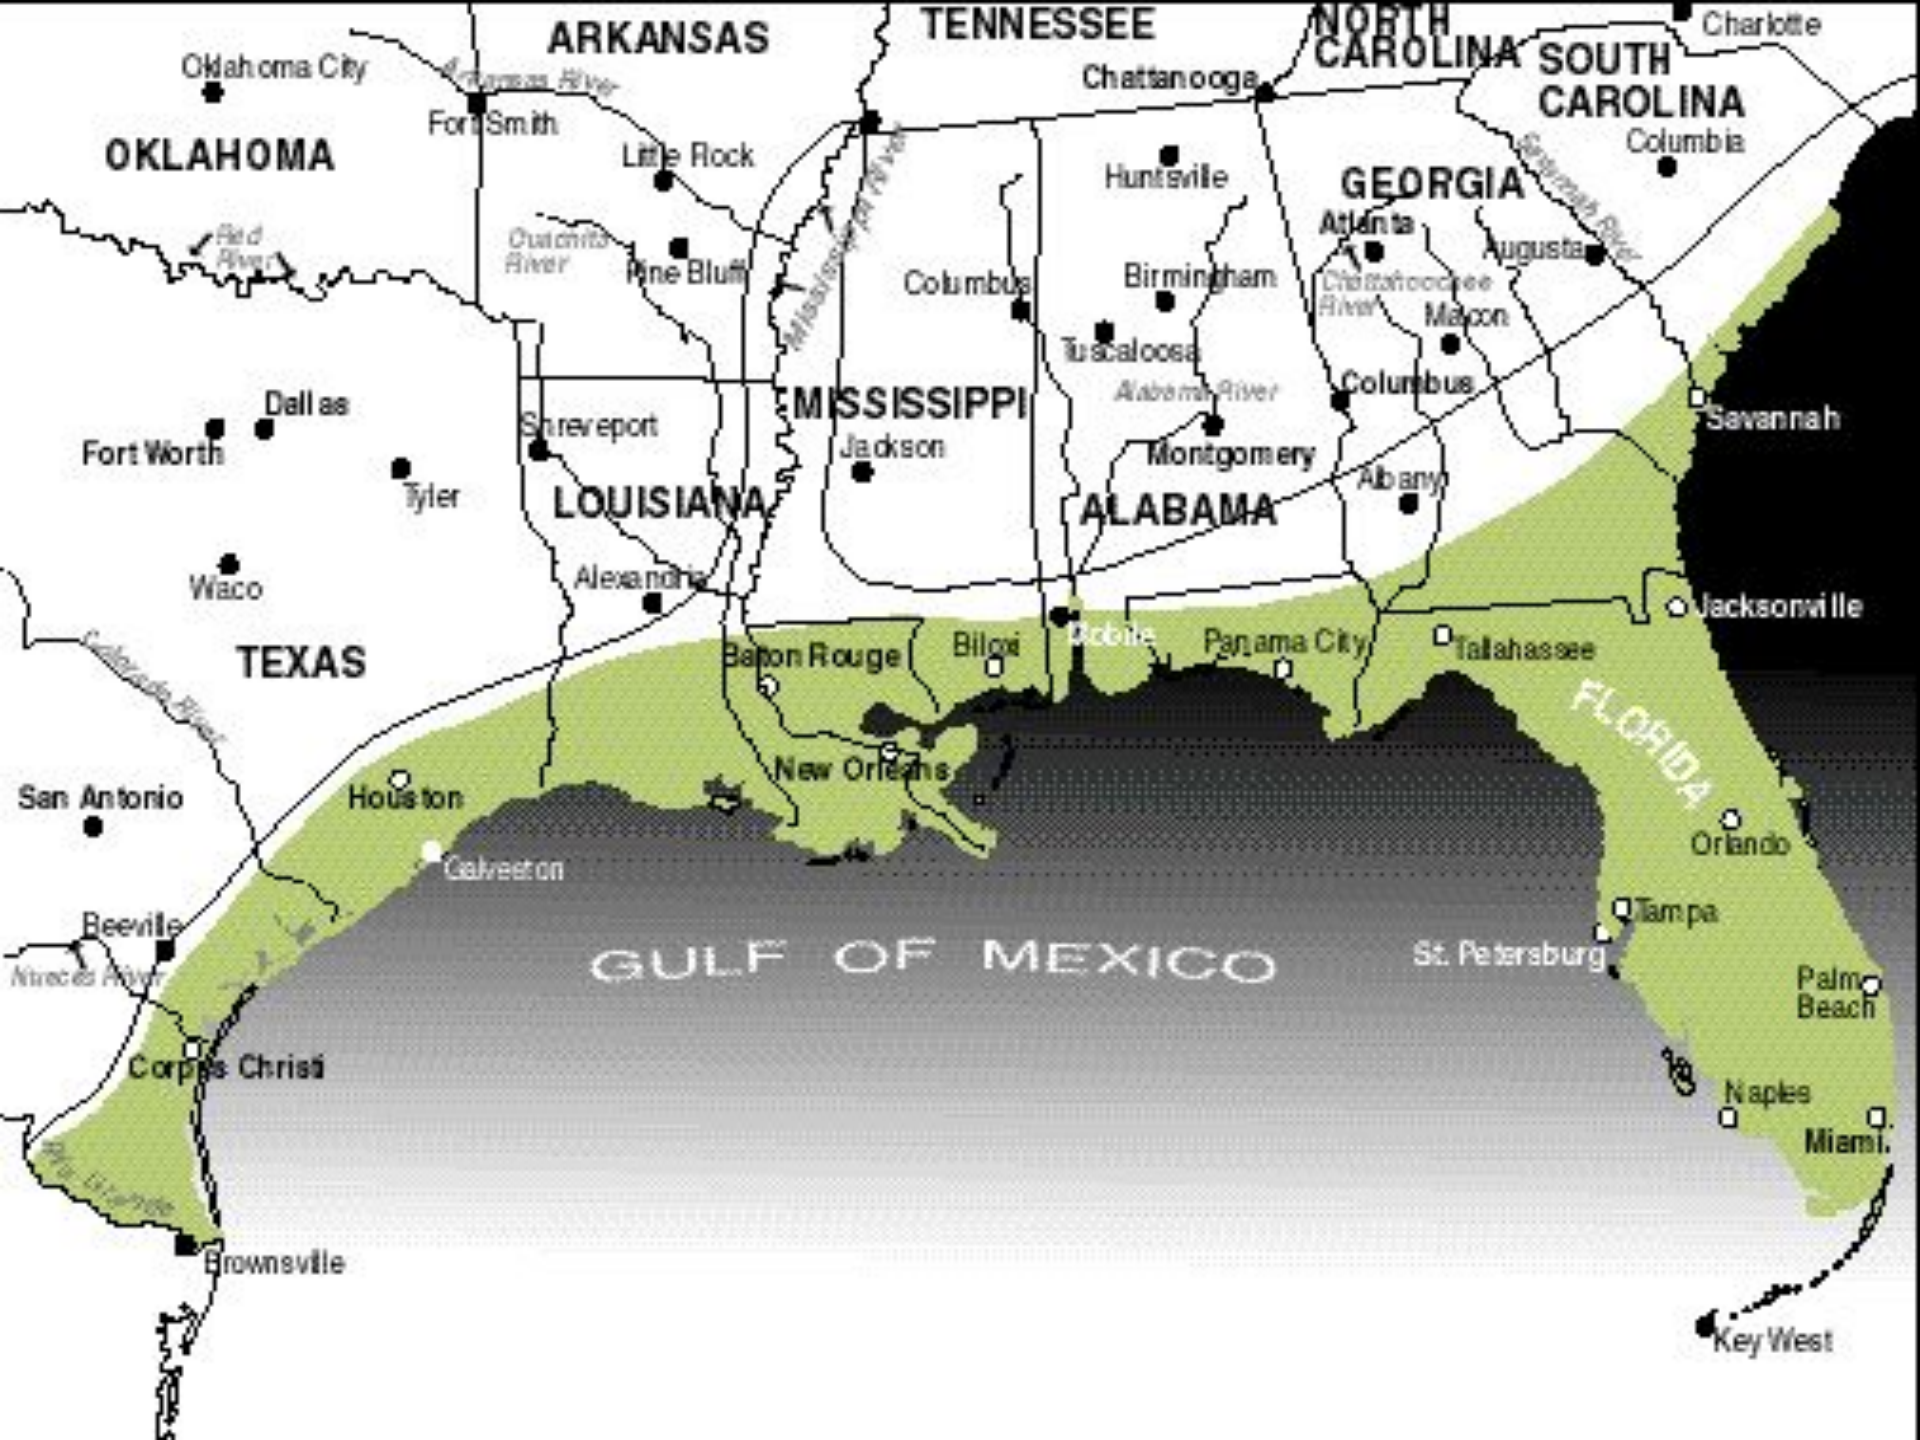 ARKANSAS
TENNESSEE
NORTH
CAROLINA
SOUTH
CAROLINA
Charlotte
Oklahoma City
Arkansas River
Chattanooga
Fort Smith
OKLAHOMA
Little Rock
Columbia
Huntsville
GEORGIA
Savannah River
Mississippi River
Red
River
Ouachita
River
Pine Bluff
Atlanta
Augusta
Columbus
Birmingham
Chattahoochee
River
Macon
Tuscaloosa
Alabama River
Columbus
Dallas
Fort Worth
MISSISSIPPI
Shreveport
Jackson
Savannah
Montgomery
Tyler
LOUISIANA
Albany
ALABAMA
Waco
Alexandria
Jacksonville
Colorado River
TEXAS
Baton Rouge
Biloxi
Mobile
Panama City
Tallahassee
FLORIDA
New Orleans
San Antonio
Houston
Orlando
Galveston
Beeville
Tampa
GULF OF MEXICO
St. Petersburg
Nueces River
Palm
Beach
Corpus Christi
Naples
Miami
Rio Grande
Brownsville
Key West